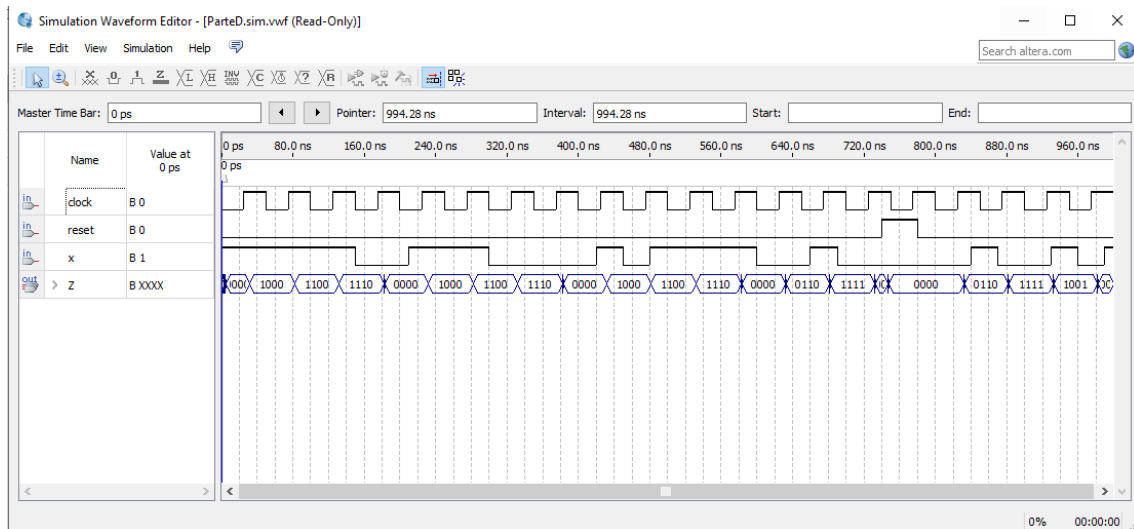 Simulation Waveform Editor - [ParteD.sim.vwf (Read-Only)]
File Edit View Simulation Help
Search altera.com
Master Time Bar: 0 ps Pointer: 994.28 ns Interval: 994.28 ns Start: End:
Name Value at 0 ps
0 ps 80.0 ns 160.0 ns 240.0 ns 320.0 ns 400.0 ns 480.0 ns 560.0 ns 640.0 ns 720.0 ns 800.0 ns 880.0 ns 960.0 ns
0 ps
in clock B 0
in reset B 0
in x B 1
out > Z B XXXX 1000 1100 1110 0000 1000 1100 1110 0000 1000 1100 1110 0000 0110 1111 0000 0110 1111 1001
0% 00:00:00